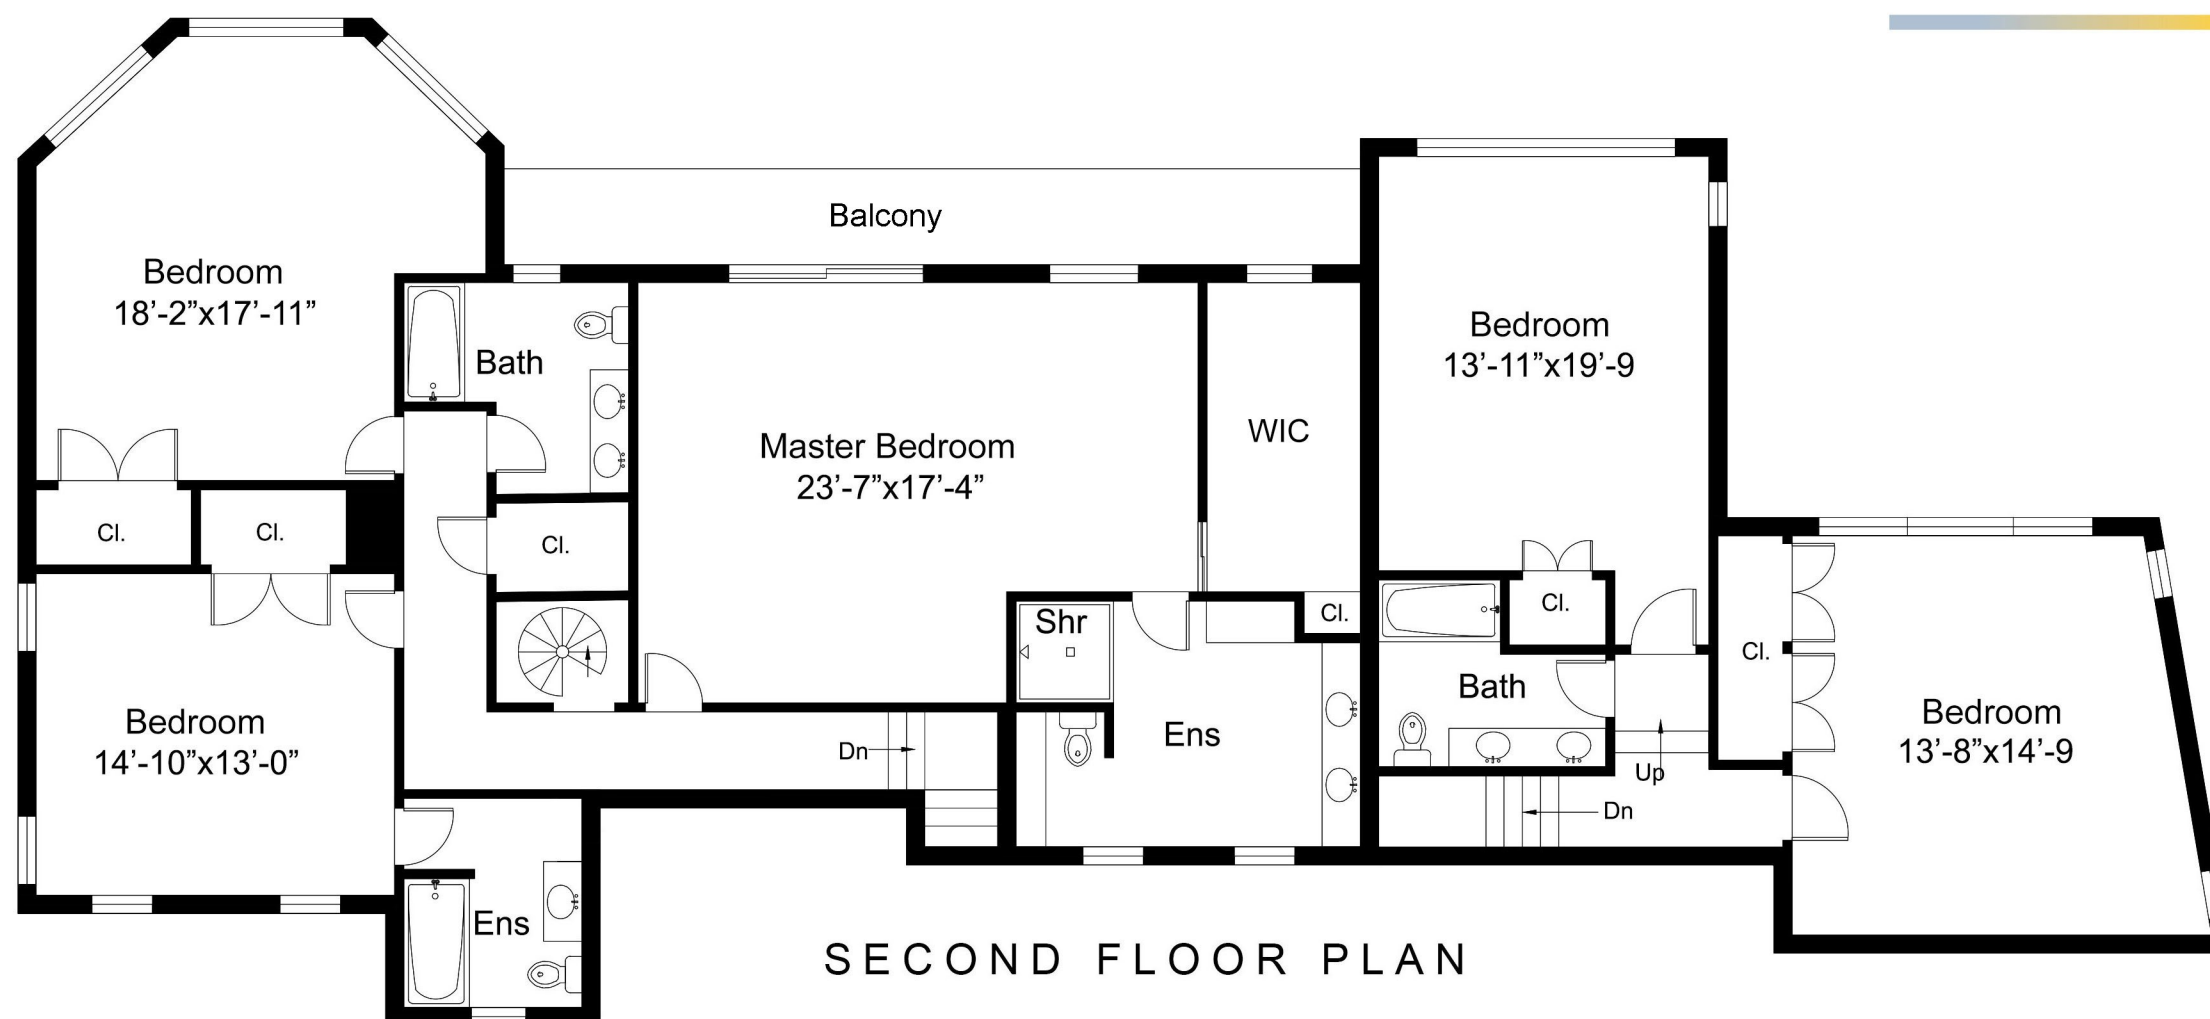 Balcony
Bedroom
18’-2”x17’-11”
Bath
Bedroom
13’-11”x19’-9
Master Bedroom
23’-7”x17’-4”
WIC
Cl.
Cl.
Cl.
Shr
Cl.
Cl.
Cl.
Bedroom
14’-10”x13’-0”
Dn
Ens
Bath
Up
Dn
Bedroom
13’-8”x14’-9
Ens
SECOND FLOOR PLAN